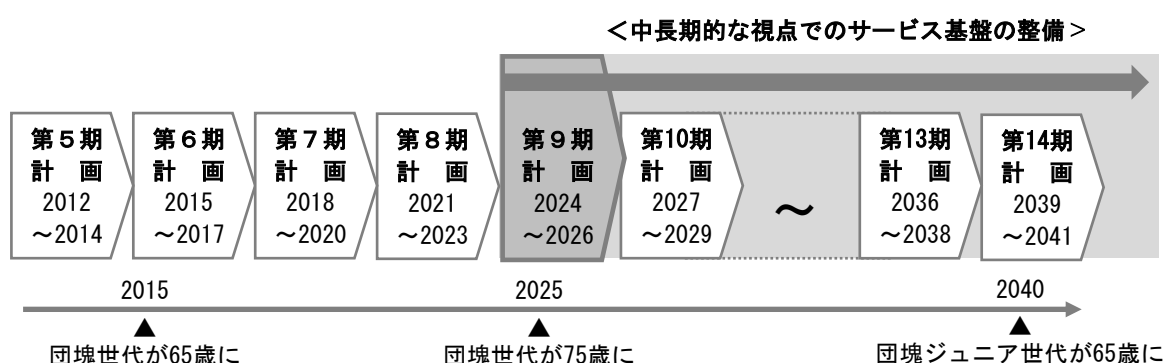 ＜中長期的な視点でのサービス基盤の整備＞
第５期
計　画
2012
～2014
第６期
計　画
2015
～2017
第７期
計　画
2018
～2020
第８期
計　画
2021
～2023
第９期
計　画
2024
～2026
第10期
計　画
2027
～2029
～
第13期
計　画
2036
～2038
第14期
計　画
2039
～2041
2015
2025
2040
▲
▲
▲
団塊世代が65歳に
団塊世代が75歳に
団塊ジュニア世代が65歳に